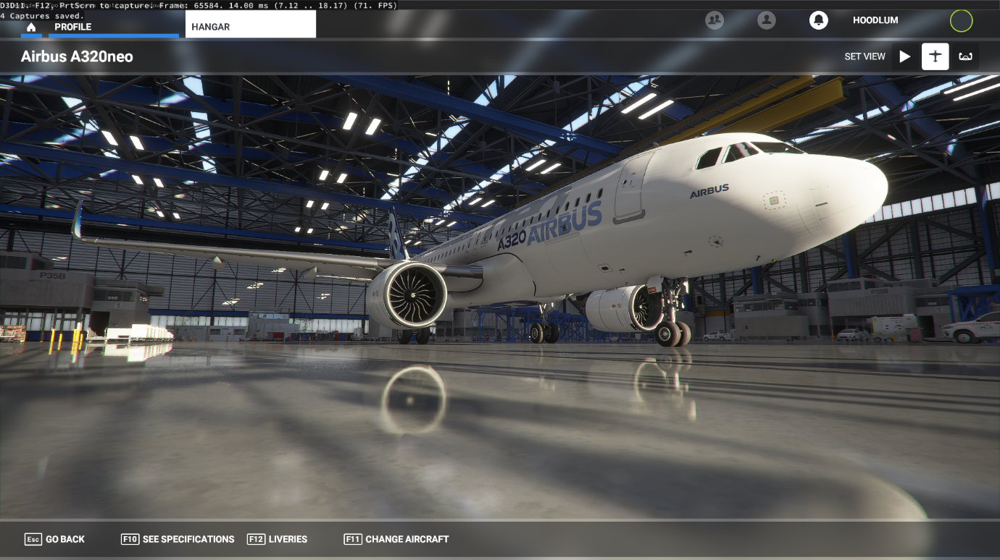 D3D11. F12, PrtScrn to capture. Frame: 65584. 14.00 ms (7.12 .. 18.17) (71. FPS)
4 Captures saved.
PROFILE
HANGAR
HOODLUM
Airbus A320neo
SET VIEW
AIRBUS
A320 AIRBUS
P35B
P35B
Esc GO BACK
F10 SEE SPECIFICATIONS
F12 LIVERIES
F11 CHANGE AIRCRAFT